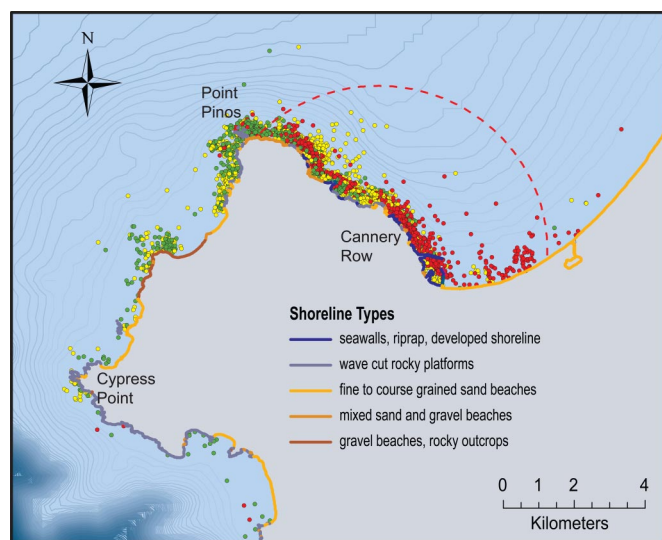 N
Point
Pinos
Cannery
Row
Shoreline Types
seawalls, riprap, developed shoreline
wave cut rocky platforms
fine to course grained sand beaches
mixed sand and gravel beaches
gravel beaches, rocky outcrops
Cypress
Point
0 1 2 4
Kilometers